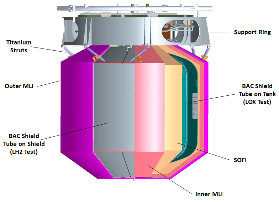 Titanium
Struts
Support Ring
Outer MLI
BAC Shield
Tube on Tank
(LOX Test)
BAC Shield
Tube on Shield
(LH2 Test)
SOFI
Inner MLI